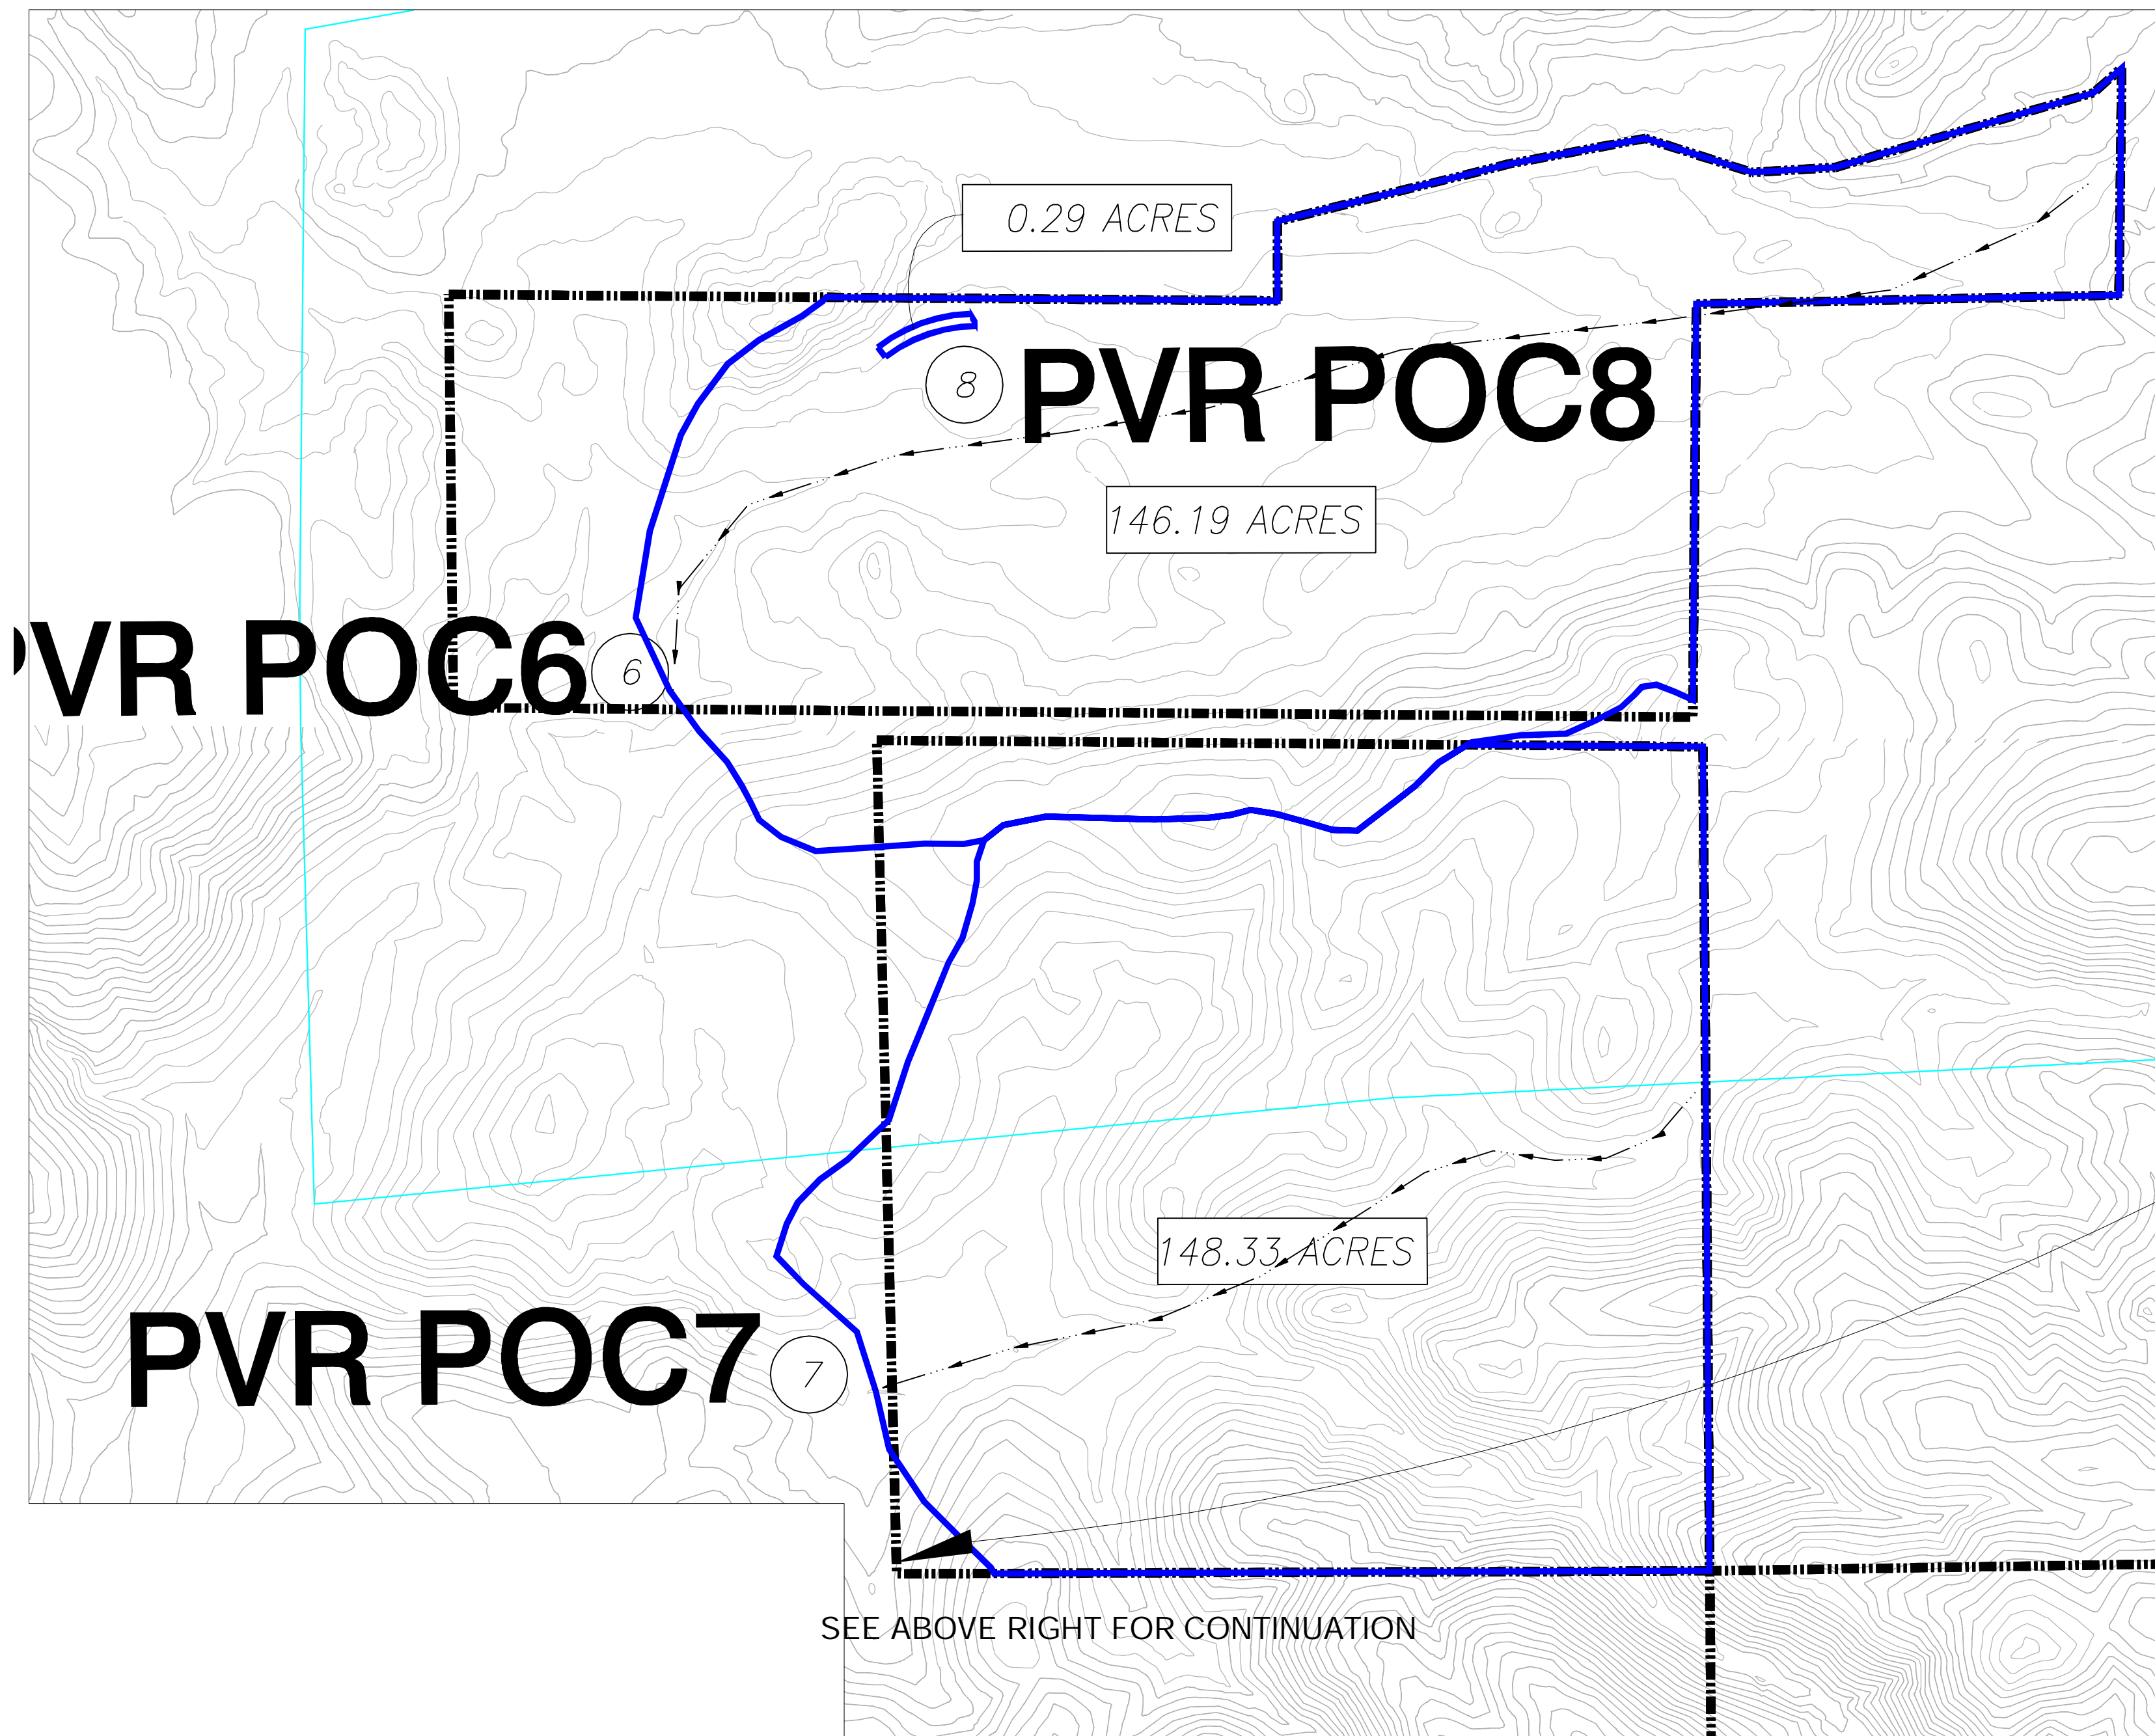 0.29 ACRES
8
PVR POC8
146.19 ACRES
PVR POC6
6
148.33 ACRES
PVR POC7
7
SEE ABOVE RIGHT FOR CONTINUATION